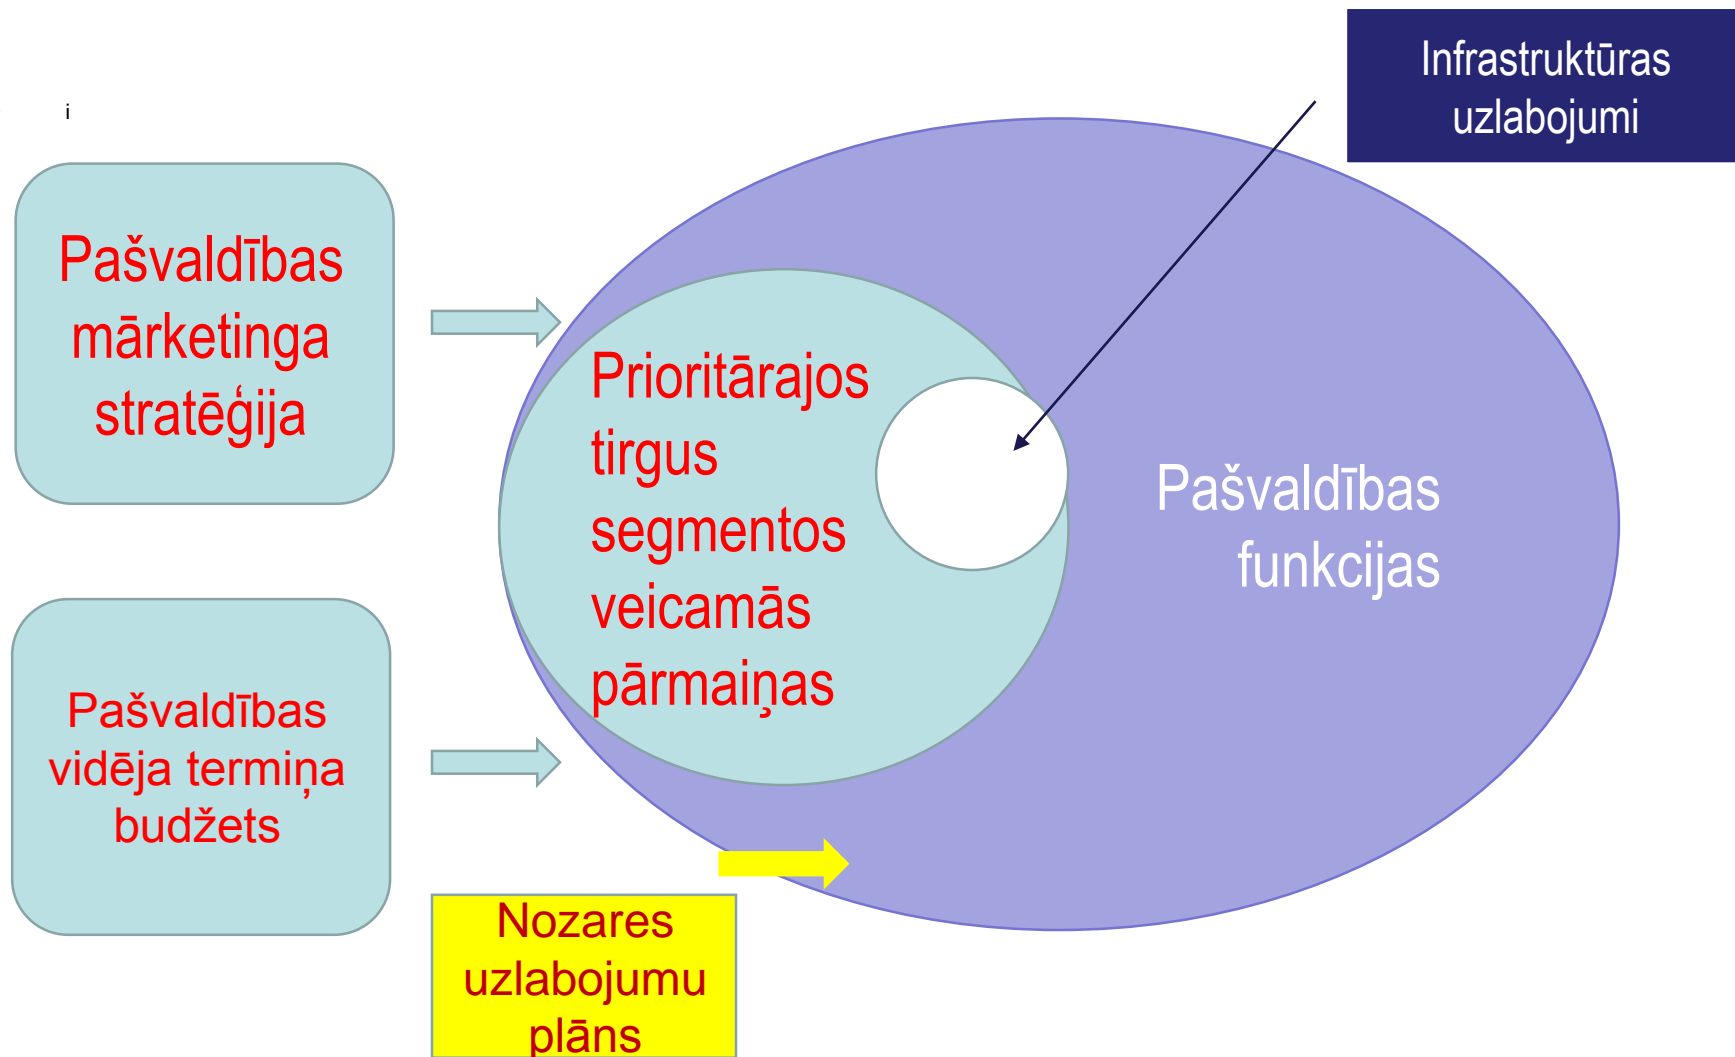 Infrastruktūras
uzlabojumi
i
Pašvaldības
mārketinga
stratēģija
Prioritārajos
tirgus
segmentos
veicamās
pārmaiņas
Pašvaldības
funkcijas
Pašvaldības
vidēja termiņa
budžets
Nozares
uzlabojumu
plāns